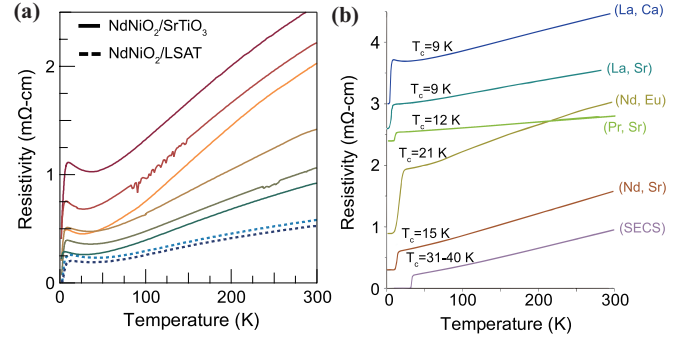 (a)
NdNiO2/SrTiO3
NdNiO2/LSAT
Resistivity (mΩ-cm)
2
1
0
0
100
200
300
Temperature (K)
(b)
Resistivity (mΩ-cm)
4
3
2
1
0
0
100
200
300
Temperature (K)
Tc=9 K
(La, Ca)
Tc=9 K
(La, Sr)
(Nd, Eu)
Tc=12 K
(Pr, Sr)
Tc=21 K
(Nd, Sr)
Tc=15 K
(SECS)
Tc=31-40 K